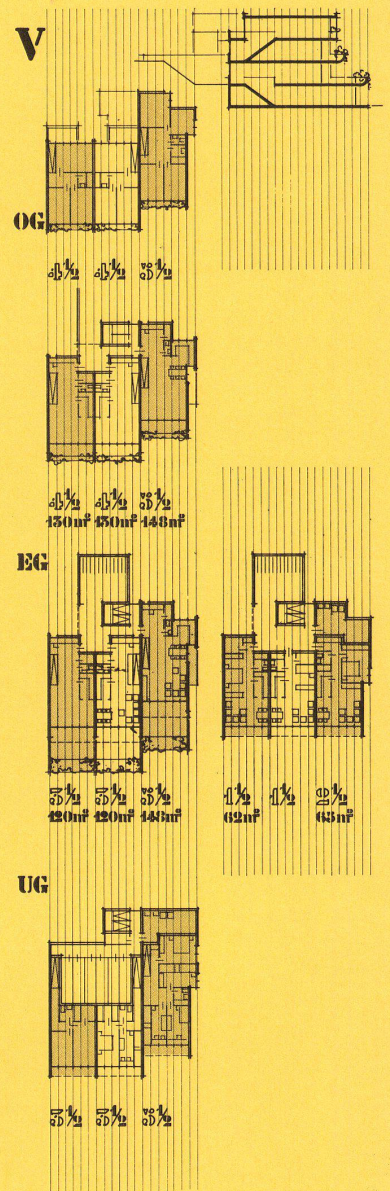 V
OG
4½ 4½ 5½
4½ 4½ 5½
130m² 130m² 148m²
EG
3½ 3½ 5½
120m² 120m² 148m²
1½ 1½ 2½
62m² 63m²
UG
3½ 3½ 5½